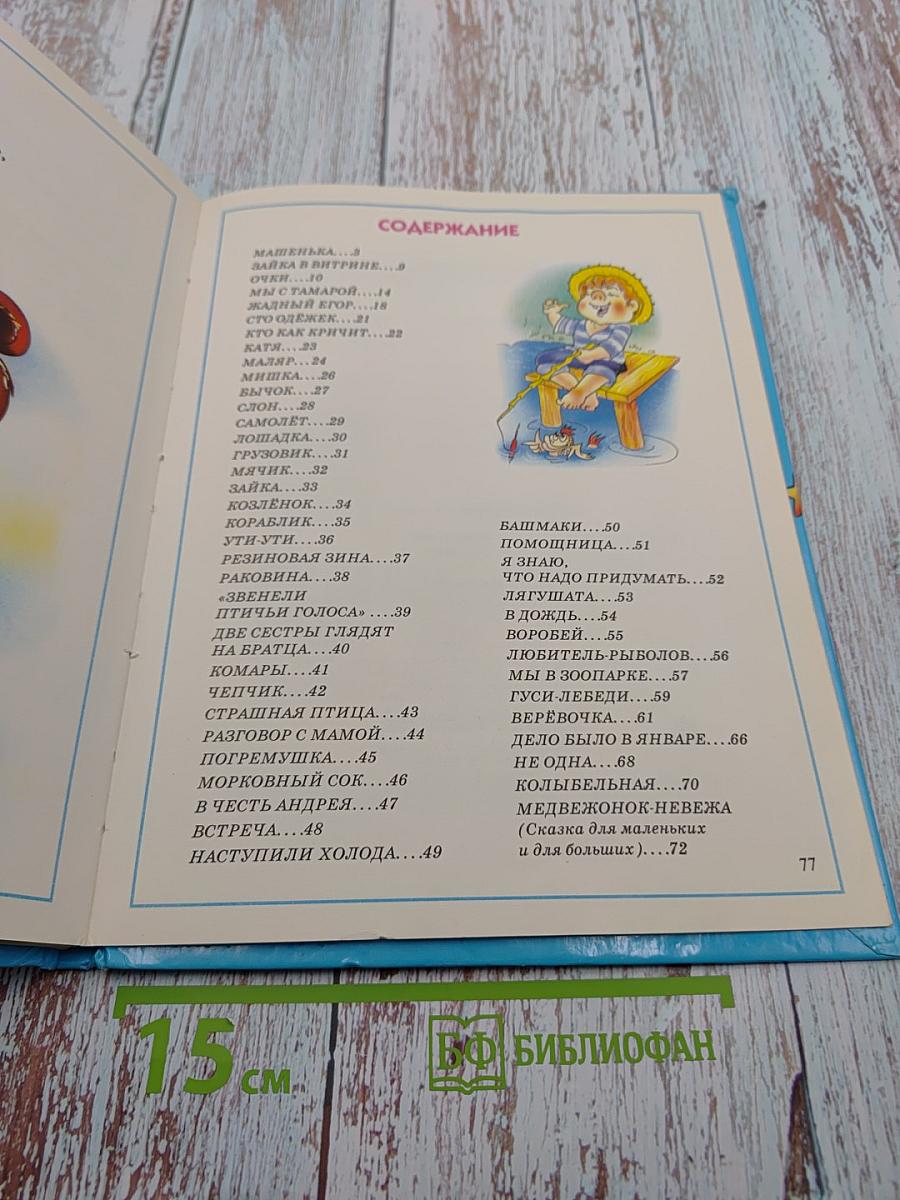 СОДЕРЖАНИЕ
МАШЕНЬКА....3
ЗАЙКА В ВИТРИНЕ....9
ОЧКИ....10
МЫ С ТАМАРОЙ....14
ЖАДНЫЙ ЕГОР....18
СТО ОДЁЖЕК....21
КТО КАК КРИЧИТ....22
КАТЯ....23
МАЛЯР....24
МИШКА....26
БЫЧОК....27
СЛОН....28
САМОЛЁТ....29
ЛОШАДКА....30
ГРУЗОВИК....31
МЯЧИК....32
ЗАЙКА....33
КОЗЛЁНОК....34
КОРАБЛИК....35
УТИ-УТИ....36
РЕЗИНОВАЯ ЗИНА....37
РАКОВИНА....38
«ЗВЕНЕЛИ
ПТИЧЬИ ГОЛОСА» ....39
ДВЕ СЕСТРЫ ГЛЯДЯТ
НА БРАТЦА....40
КОМАРЫ....41
ЧЕПЧИК....42
СТРАШНАЯ ПТИЦА....43
РАЗГОВОР С МАМОЙ....44
ПОГРЕМУШКА....45
МОРКОВНЫЙ СОК....46
В ЧЕСТЬ АНДРЕЯ....47
ВСТРЕЧА....48
НАСТУПИЛИ ХОЛОДА....49
БАШМАКИ....50
ПОМОЩНИЦА....51
Я ЗНАЮ,
ЧТО НАДО ПРИДУМАТЬ....52
ЛЯГУШАТА....53
В ДОЖДЬ....54
ВОРОБЕЙ....55
ЛЮБИТЕЛЬ-РЫБОЛОВ....56
МЫ В ЗООПАРКЕ....57
ГУСИ-ЛЕБЕДИ....59
ВЕРЁВОЧКА....61
ДЕЛО БЫЛО В ЯНВАРЕ....66
НЕ ОДНА....68
КОЛЫБЕЛЬНАЯ....70
МЕДВЕЖОНОК-НЕВЕЖА
(Сказка для маленьких
и для больших)....72
77
15 см
БФ БИБЛИОФАН